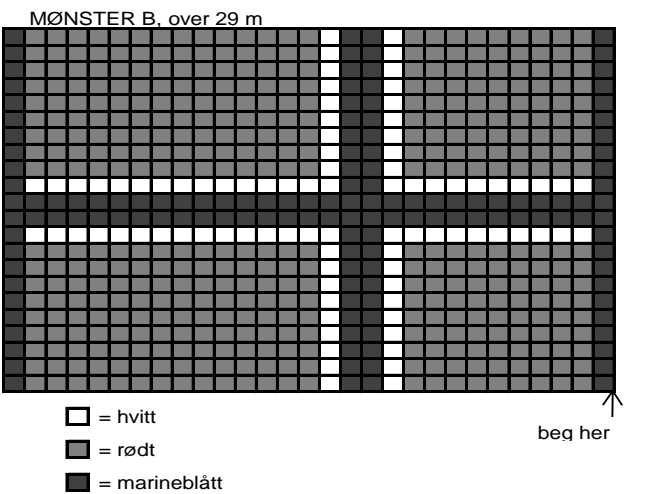 MØNSTER B, over 29 m
beg her
= hvitt
= rødt
= marineblått